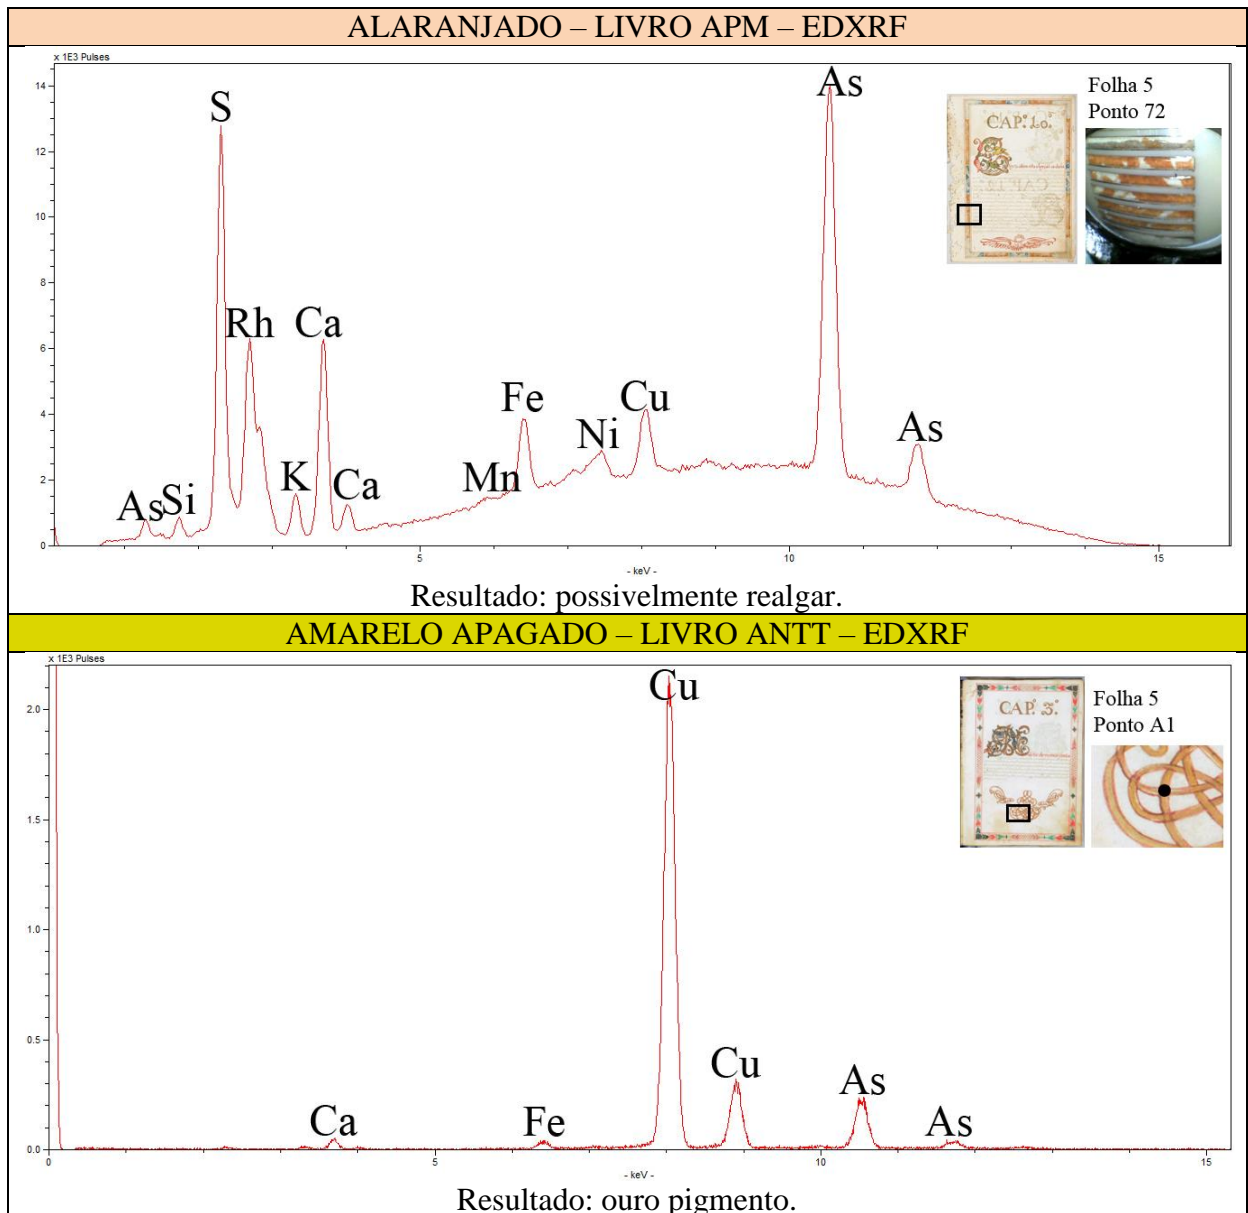 ALARANJADO – LIVRO APM – EDXRF
x 1E3 Pulses
14
12
10
8
6
4
2
0
5
10
15
- keV -
As
Si
S
Rh
K
Ca
Ca
Mn
Fe
Ni
Cu
As
As
Folha 5
Ponto 72
CAP. Lo.
Resultado: possivelmente realgar.
AMARELO APAGADO – LIVRO ANTT – EDXRF
x 1E3 Pulses
2.0
1.5
1.0
0.5
0.0
0
5
10
15
- keV -
Ca
Fe
Cu
Cu
As
As
Folha 5
Ponto A1
CAP. 3.
Resultado: ouro pigmento.